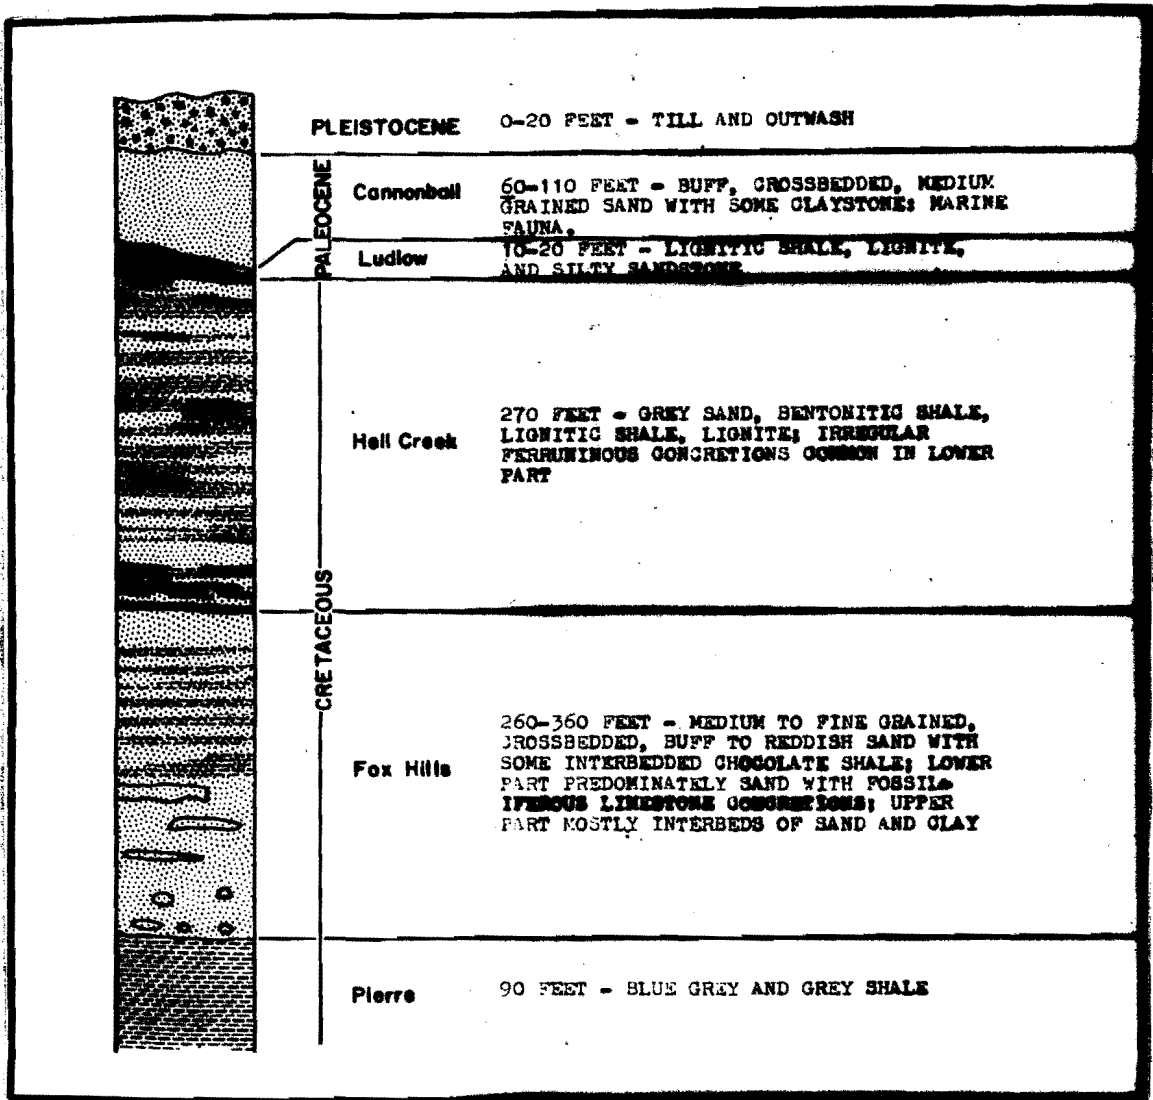 PLEISTOCENE
0-20 FEET - TILL AND OUTWASH
PALEOCENE
Cannonball
60-110 FEET - BUFF, CROSSBEDDED, MEDIUM
GRAINED SAND WITH SOME CLAYSTONE; MARINE
FAUNA.
Ludlow
10-20 FEET - LIGNITIC SHALE, LIGNITE,
AND SILTY SANDSTONE
CRETACEOUS
Hell Creek
270 FEET - GREY SAND, BENTONITIC SHALE,
LIGNITIC SHALE, LIGNITE; IRREGULAR
FERRUNINOUS CONCRETIONS COMMON IN LOWER
PART
Fox Hills
260-360 FEET - MEDIUM TO FINE GRAINED,
CROSSBEDDED, BUFF TO REDDISH SAND WITH
SOME INTERBEDDED CHOCOLATE SHALE; LOWER
PART PREDOMINATELY SAND WITH FOSSIL-
IFEROUS LIMESTONE CONCRETIONS; UPPER
PART MOSTLY INTERBEDS OF SAND AND CLAY
Pierre
90 FEET - BLUE GREY AND GREY SHALE